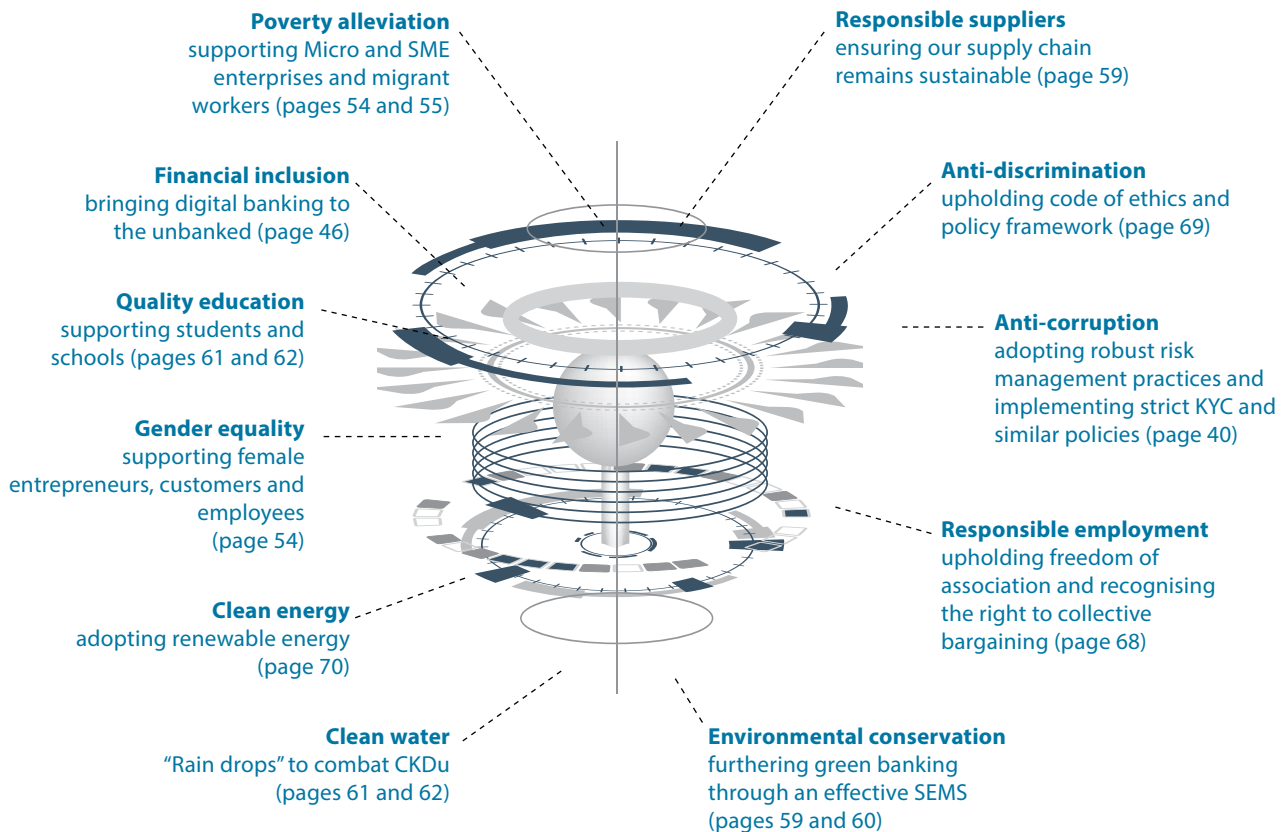 Poverty alleviation
supporting Micro and SME
enterprises and migrant
workers (pages 54 and 55)
Financial inclusion
bringing digital banking to
the unbanked (page 46)
Quality education
supporting students and
schools (pages 61 and 62)
Gender equality
supporting female
entrepreneurs, customers and
employees
(page 54)
Clean energy
adopting renewable energy
(page 70)
Clean water
“Rain drops” to combat CKDu
(pages 61 and 62)
Responsible suppliers
ensuring our supply chain
remains sustainable (page 59)
Anti-discrimination
upholding code of ethics and
policy framework (page 69)
Anti-corruption
adopting robust risk
management practices and
implementing strict KYC and
similar policies (page 40)
Responsible employment
upholding freedom of
association and recognising
the right to collective
bargaining (page 68)
Environmental conservation
furthering green banking
through an effective SEMS
(pages 59 and 60)